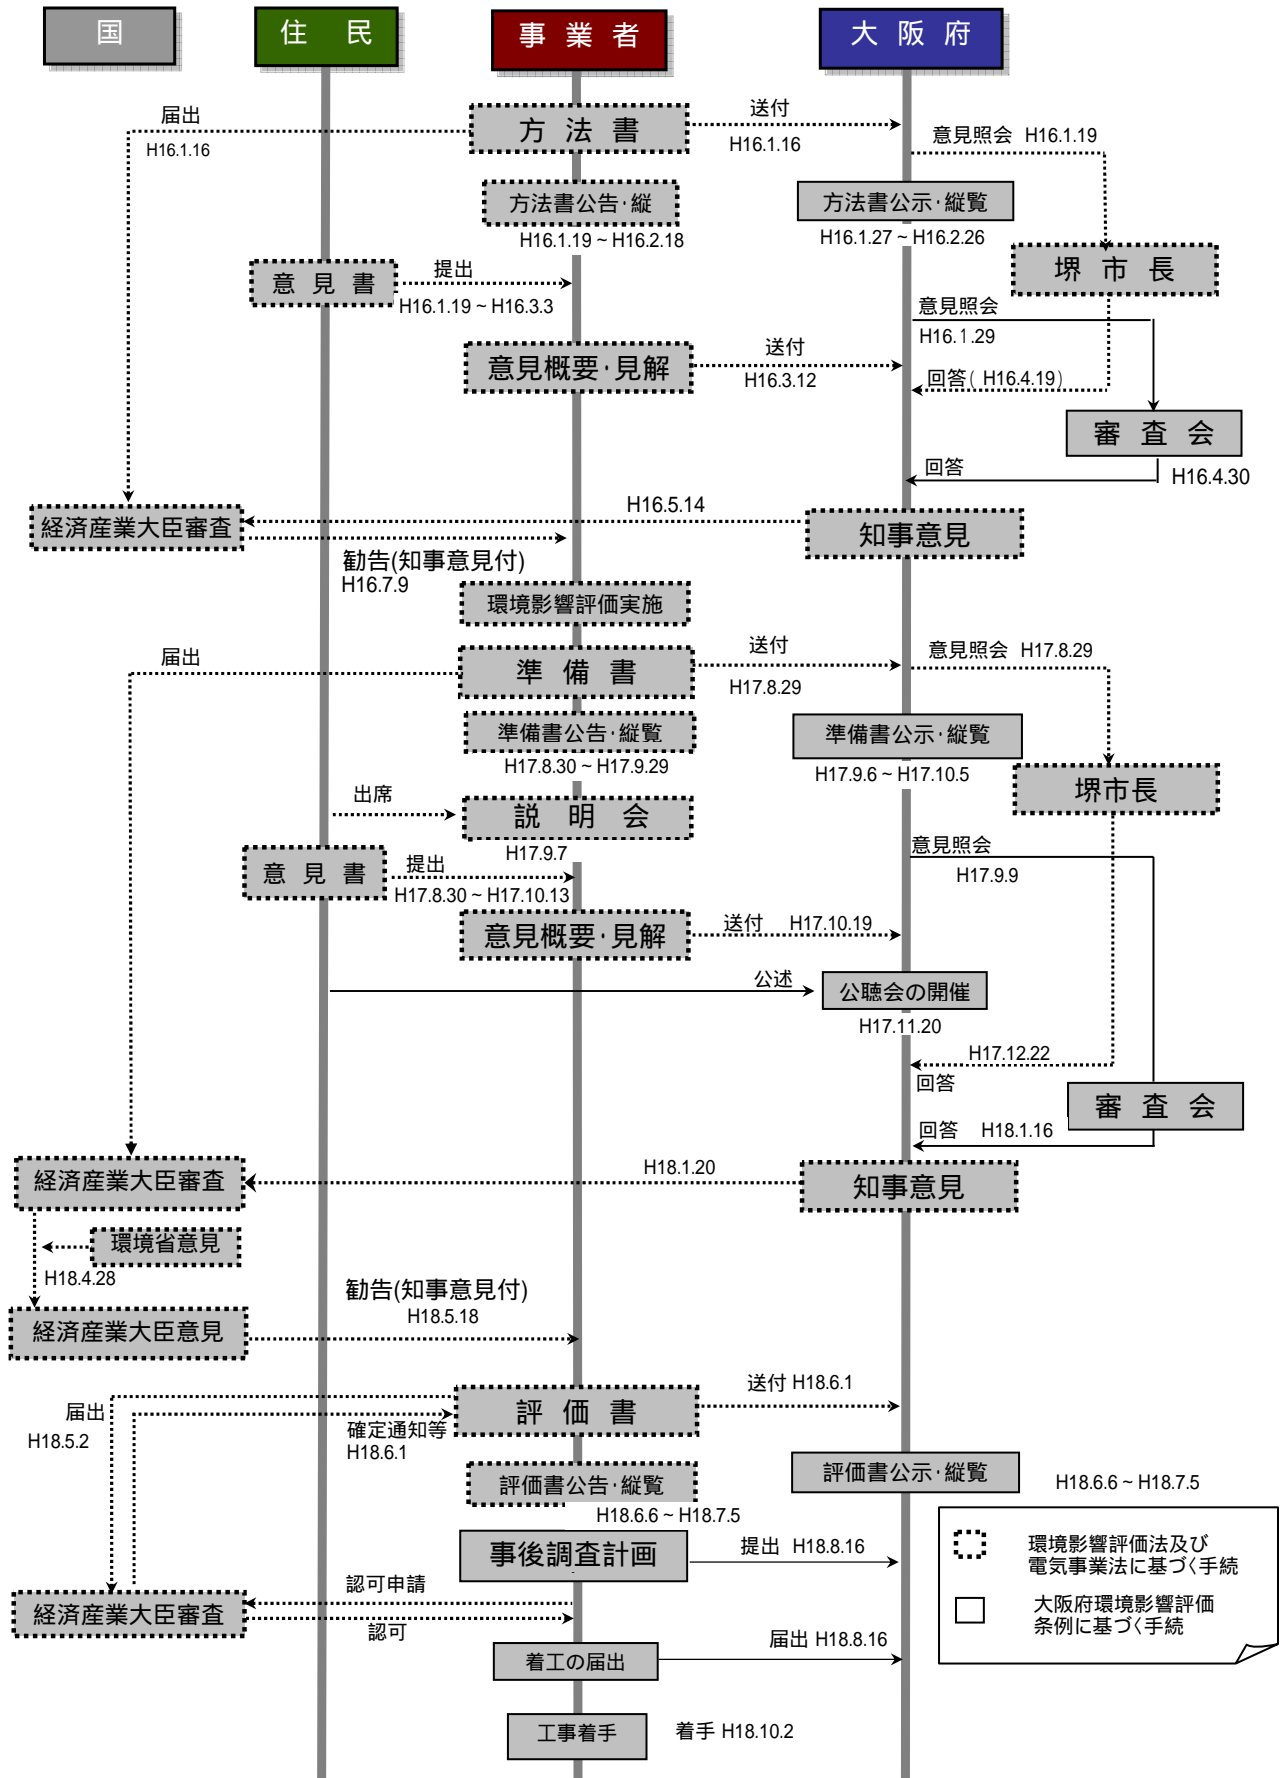 国
住 民
事 業 者
大 阪 府
届出
H16.1.16
方 法 書
送付
H16.1.16
意見照会 H16.1.19
方法書公告・縦
H16.1.19 ~ H16.2.18
方法書公示・縦覧
H16.1.27 ~ H16.2.26
堺 市 長
意 見 書
提出
H16.1.19 ~ H16.3.3
意見照会
H16.1.29
意見概要・見解
送付
H16.3.12
回答( H16.4.19)
審 査 会
回答
H16.4.30
経済産業大臣審査
H16.5.14
知事意見
勧告(知事意見付)
H16.7.9
環境影響評価実施
届出
準 備 書
送付
H17.8.29
意見照会 H17.8.29
準備書公告・縦覧
H17.8.30 ~ H17.9.29
準備書公示・縦覧
H17.9.6 ~ H17.10.5
堺市長
出席
説 明 会
H17.9.7
意 見 書
提出
H17.8.30 ~ H17.10.13
意見照会
H17.9.9
意見概要・見解
送付 H17.10.19
公述
公聴会の開催
H17.11.20
H17.12.22
回答
審 査 会
回答 H18.1.16
経済産業大臣審査
H18.1.20
知事意見
環境省意見
H18.4.28
経済産業大臣意見
勧告(知事意見付)
H18.5.18
届出
H18.5.2
確定通知等
H18.6.1
評 価 書
送付 H18.6.1
評価書公告・縦覧
H18.6.6 ~ H18.7.5
評価書公示・縦覧
H18.6.6 ~ H18.7.5
事後調査計画
提出 H18.8.16
認可申請
経済産業大臣審査
認可
着工の届出
届出 H18.8.16
工事着手
着手 H18.10.2
環境影響評価法及び
電気事業法に基づく手続
大阪府環境影響評価
条例に基づく手続